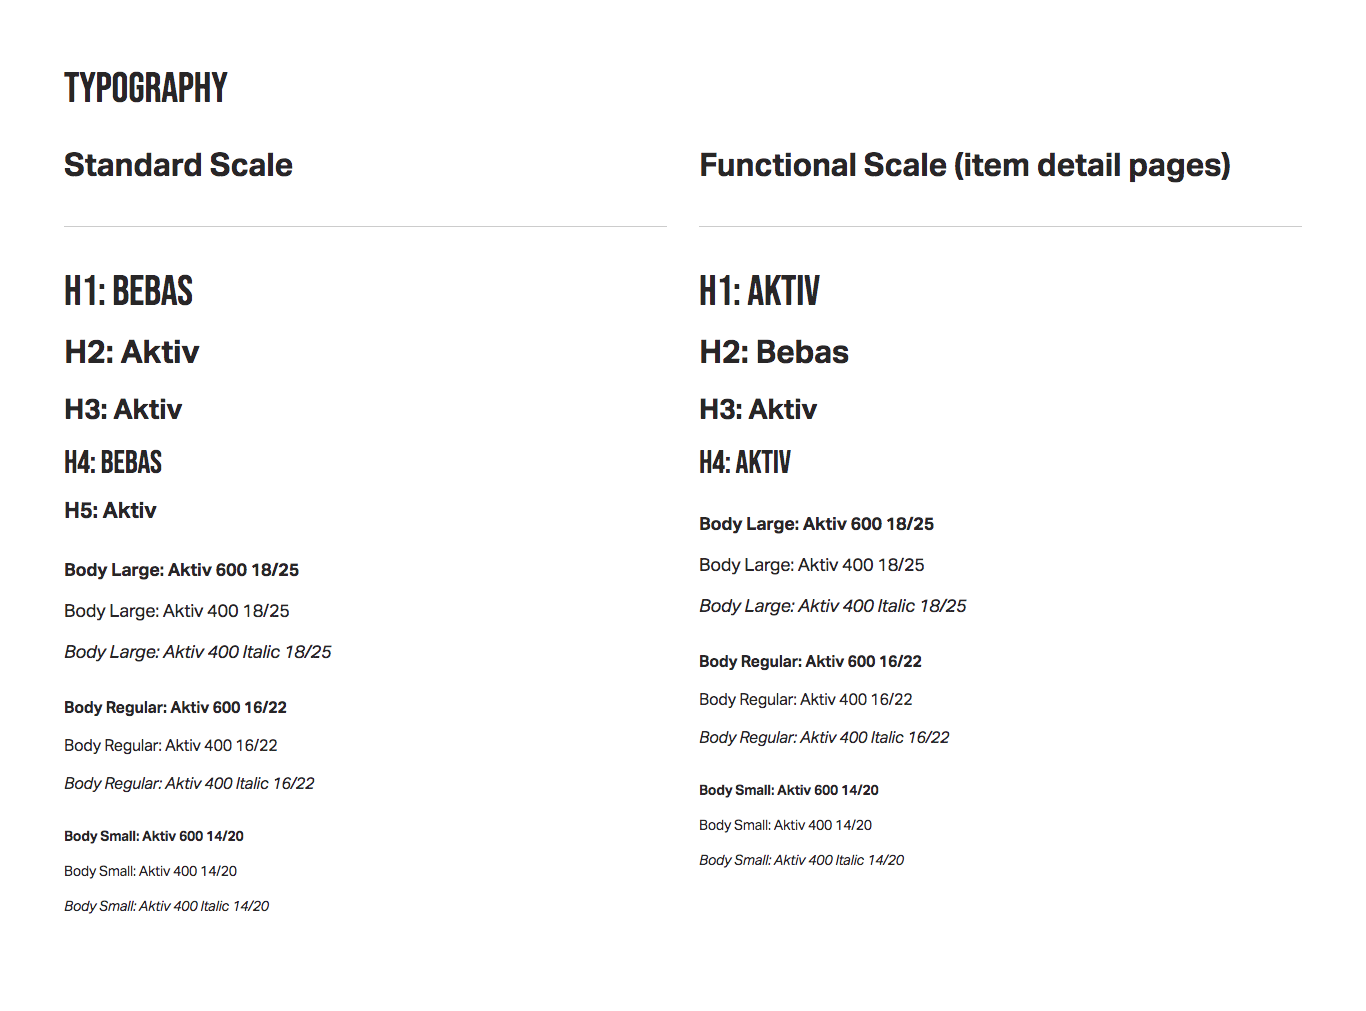 TYPOGRAPHY
Standard Scale
H1: BEBAS
H2: Aktiv
H3: Aktiv
H4: BEBAS
H5: Aktiv
Body Large: Aktiv 600 18/25
Body Large: Aktiv 400 18/25
Body Large: Aktiv 400 Italic 18/25
Body Regular: Aktiv 600 16/22
Body Regular: Aktiv 400 16/22
Body Regular: Aktiv 400 Italic 16/22
Body Small: Aktiv 600 14/20
Body Small: Aktiv 400 14/20
Body Small: Aktiv 400 Italic 14/20
Functional Scale (item detail pages)
H1: AKTIV
H2: Bebas
H3: Aktiv
H4: AKTIV
Body Large: Aktiv 600 18/25
Body Large: Aktiv 400 18/25
Body Large: Aktiv 400 Italic 18/25
Body Regular: Aktiv 600 16/22
Body Regular: Aktiv 400 16/22
Body Regular: Aktiv 400 Italic 16/22
Body Small: Aktiv 600 14/20
Body Small: Aktiv 400 14/20
Body Small: Aktiv 400 Italic 14/20